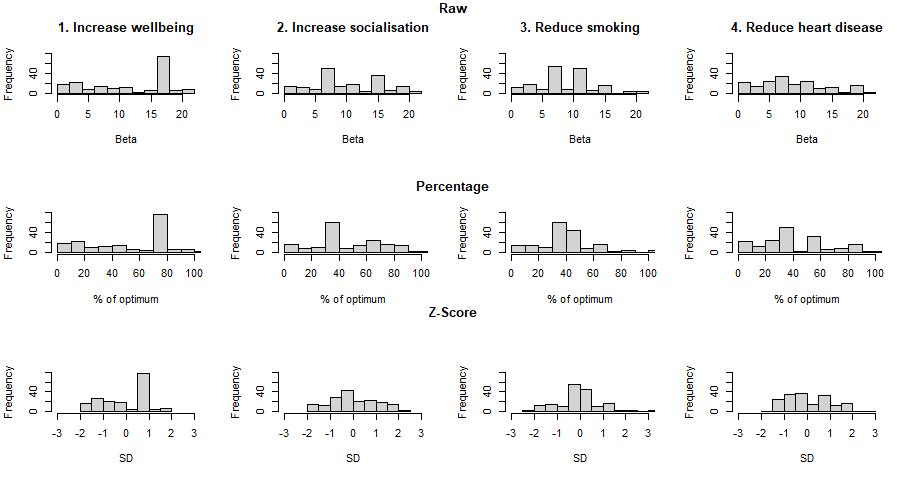 Raw
1. Increase wellbeing 2. Increase socialisation 3. Reduce smoking 4. Reduce heart disease
Frequency Frequency Frequency Frequency
0 40 0 40 0 40 0 40
0 5 10 15 20 0 5 10 15 20 0 5 10 15 20 0 5 10 15 20
Beta Beta Beta Beta
Percentage
Frequency Frequency Frequency Frequency
0 40 0 40 0 40 0 40
0 20 40 60 80 100 0 20 40 60 80 100 0 20 40 60 80 100 0 20 40 60 80 100
% of optimum % of optimum % of optimum % of optimum
Z-Score
Frequency Frequency Frequency Frequency
0 40 0 40 0 40 0 40
-3 -2 -1 0 1 2 3 -3 -2 -1 0 1 2 3 -3 -2 -1 0 1 2 3 -3 -2 -1 0 1 2 3
SD SD SD SD